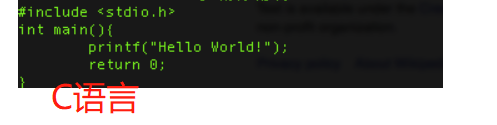 #include <stdio.h>
int main(){
        printf("Hello World!");
        return 0;
}
C语言